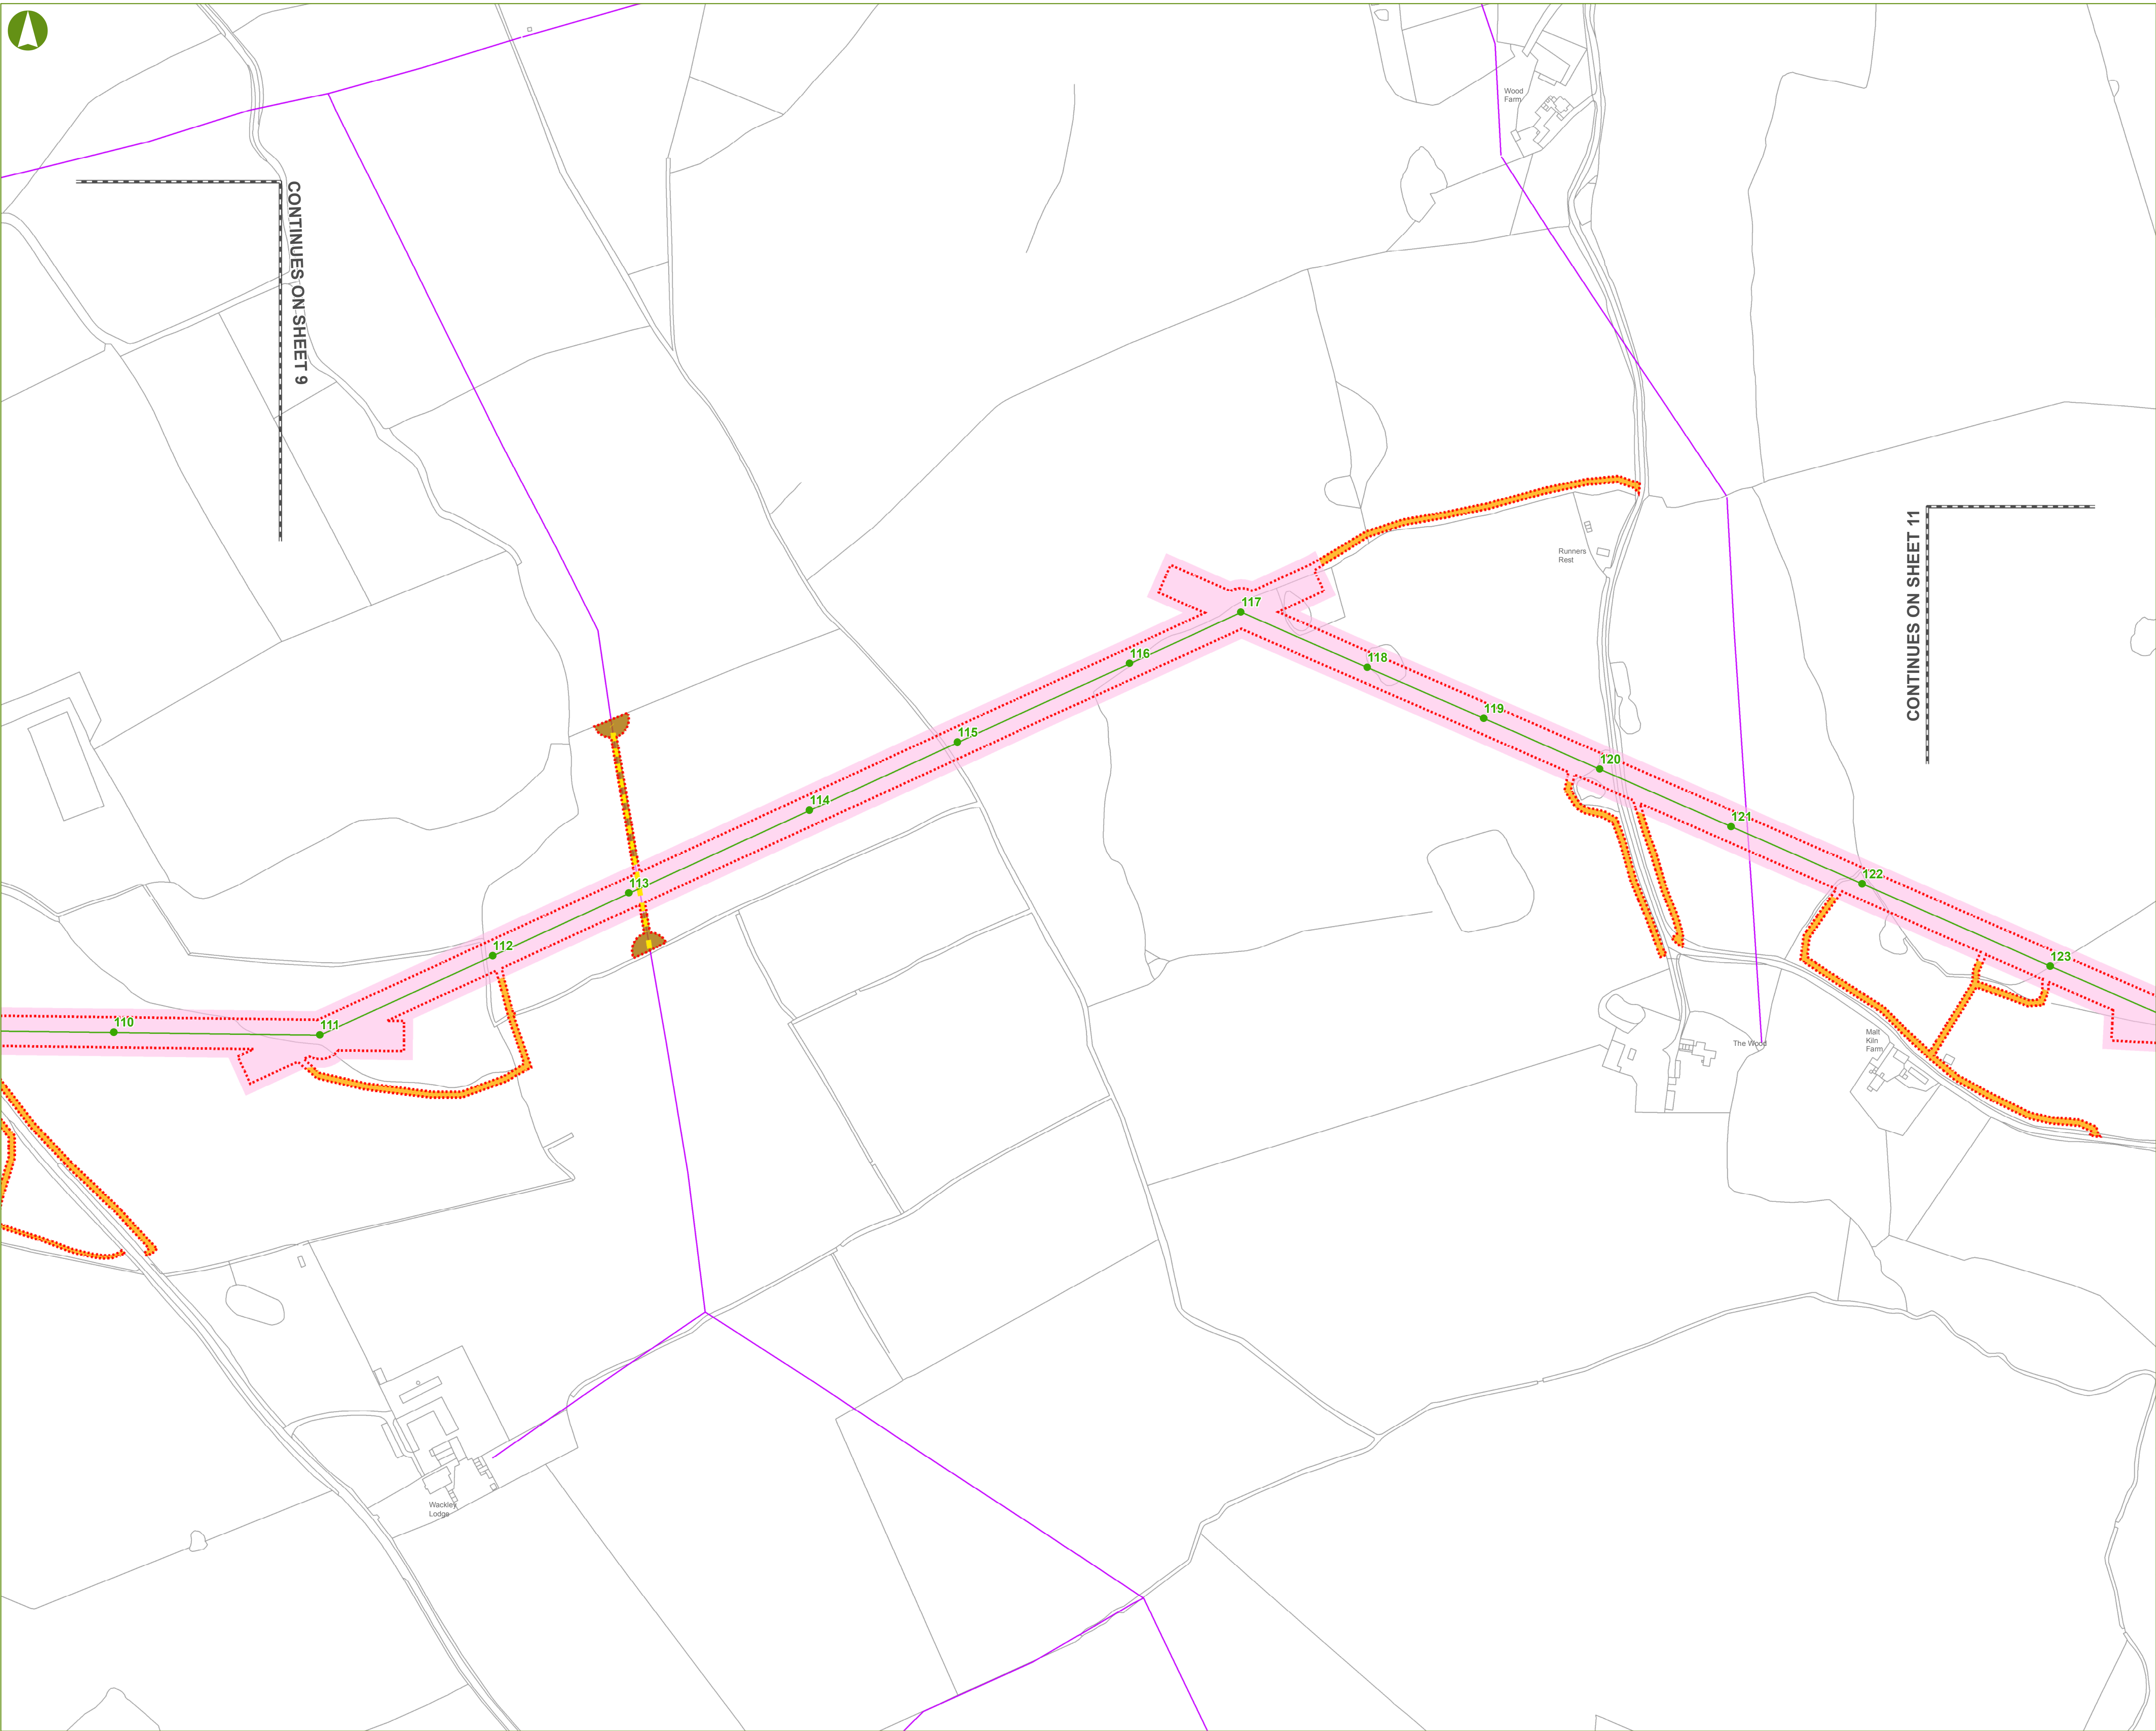 Wood
Farm
CONTINUES ON SHEET 9
CONTINUES ON SHEET 11
Runners
Rest
117
116
118
119
115
120
114
121
113
122
112
123
110
111
Malt
Kiln
Farm
The Wood
Wackley
Lodge